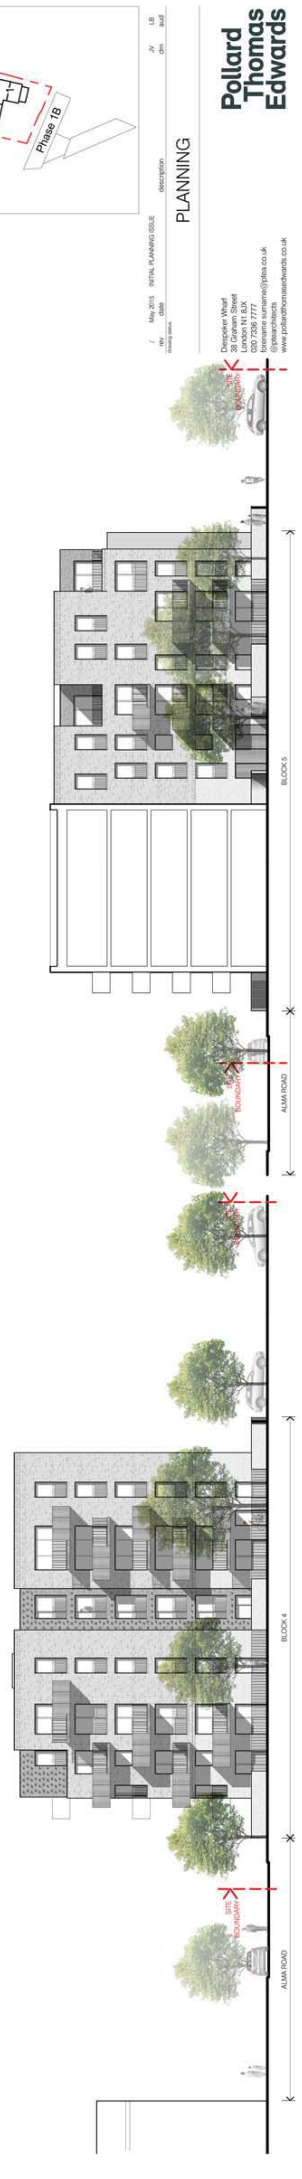 Phase 1B
/ May 2015 INITIAL PLANNING ISSUE JV LB
rev date description drn aud
drawing status
PLANNING
Pollard
Thomas
Edwards
Diespeker Wharf
38 Graham Street
London N1 8JX
020 7336 7777
forename.surname@ptea.co.uk
@ptearchitects
www.pollardthomasedwards.co.uk
SITE
BOUNDARY
BLOCK 5
SITE
BOUNDARY
ALMA ROAD
SITE
BOUNDARY
BLOCK 4
SITE
BOUNDARY
ALMA ROAD